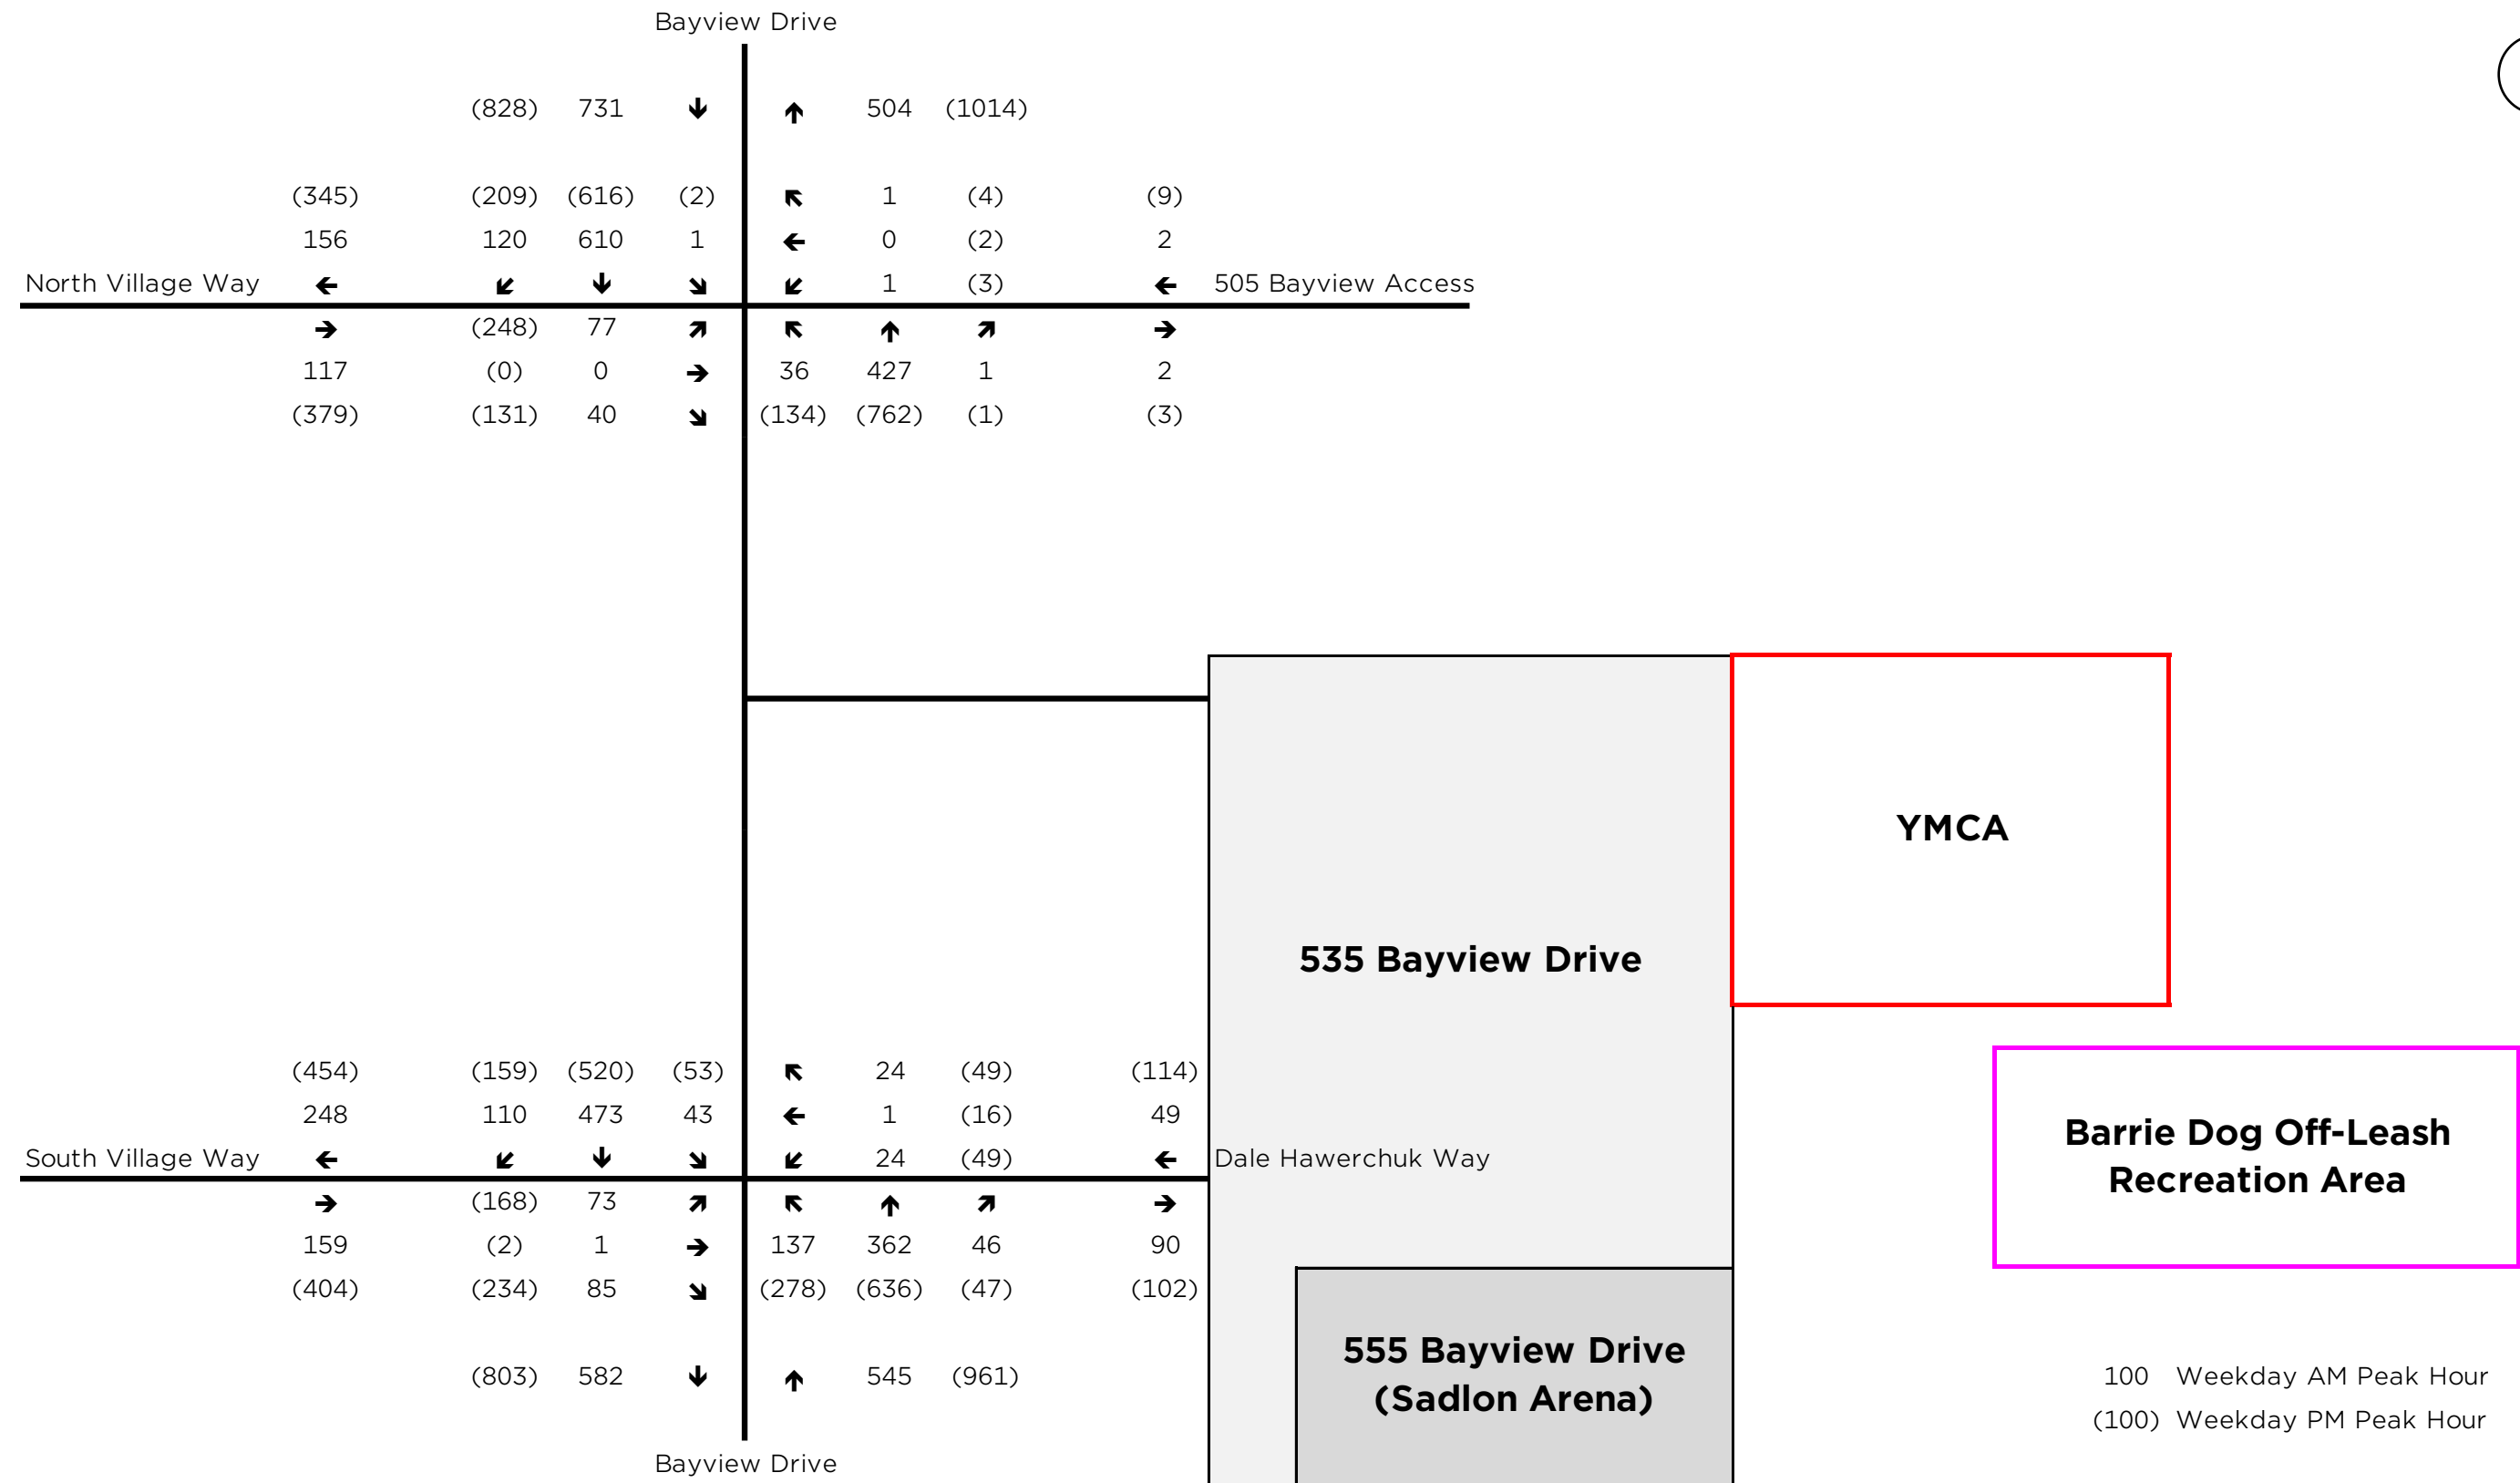 Bayview Drive
(828) 731 504 (1014)
(345) (209) (616) (2) 1 (4) (9)
156 120 610 1 0 (2) 2
North Village Way 1 (3) 505 Bayview Access
(248) 77
117 (0) 0 36 427 1 2
(379) (131) 40 (134) (762) (1) (3)
YMCA
535 Bayview Drive
(454) (159) (520) (53) 24 (49) (114)
248 110 473 43 1 (16) 49
Barrie Dog Off-Leash
Recreation Area
South Village Way 24 (49) Dale Hawerchuk Way
(168) 73
159 (2) 1 137 362 46 90
(404) (234) 85 (278) (636) (47) (102)
555 Bayview Drive
(Sadlon Arena)
(803) 582 545 (961)
100 Weekday AM Peak Hour
(100) Weekday PM Peak Hour
Bayview Drive